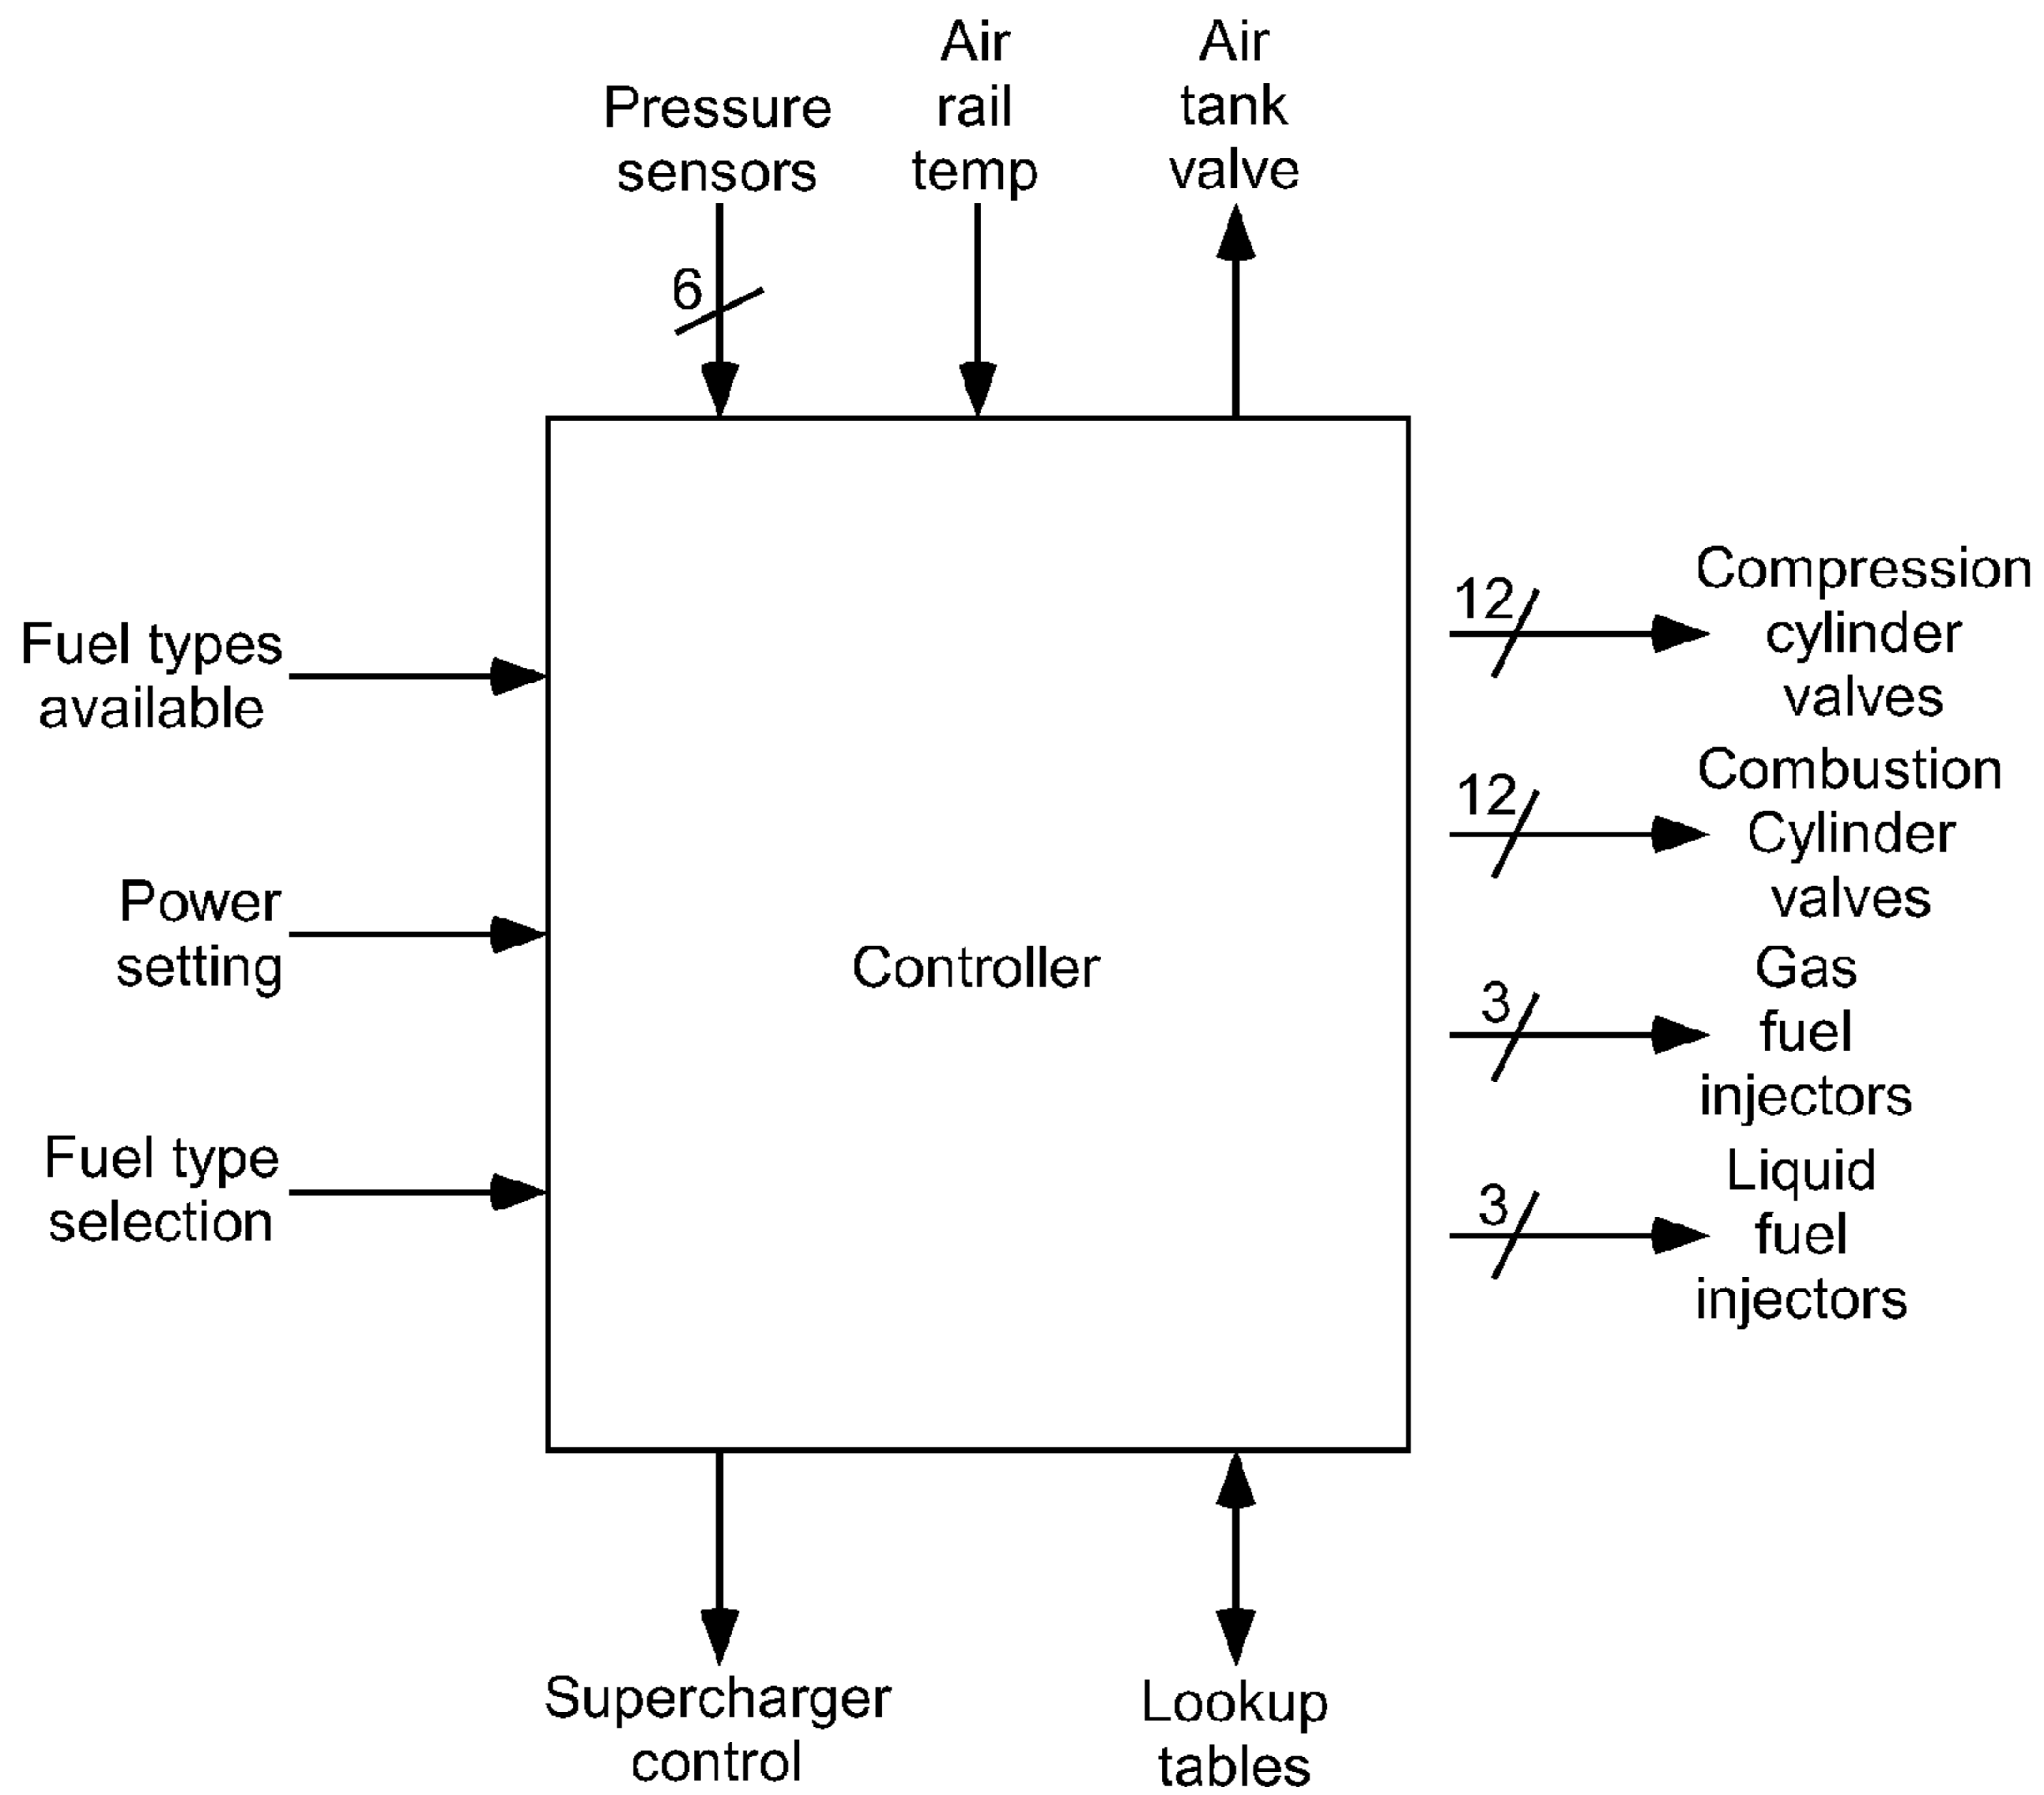 Pressure
sensors
Air
rail
temp
Air
tank
valve
6
Fuel types
available
Power
setting
Fuel type
selection
Controller
12
Compression
cylinder
valves
12
Combustion
Cylinder
valves
3
Gas
fuel
injectors
3
Liquid
fuel
injectors
Supercharger
control
Lookup
tables